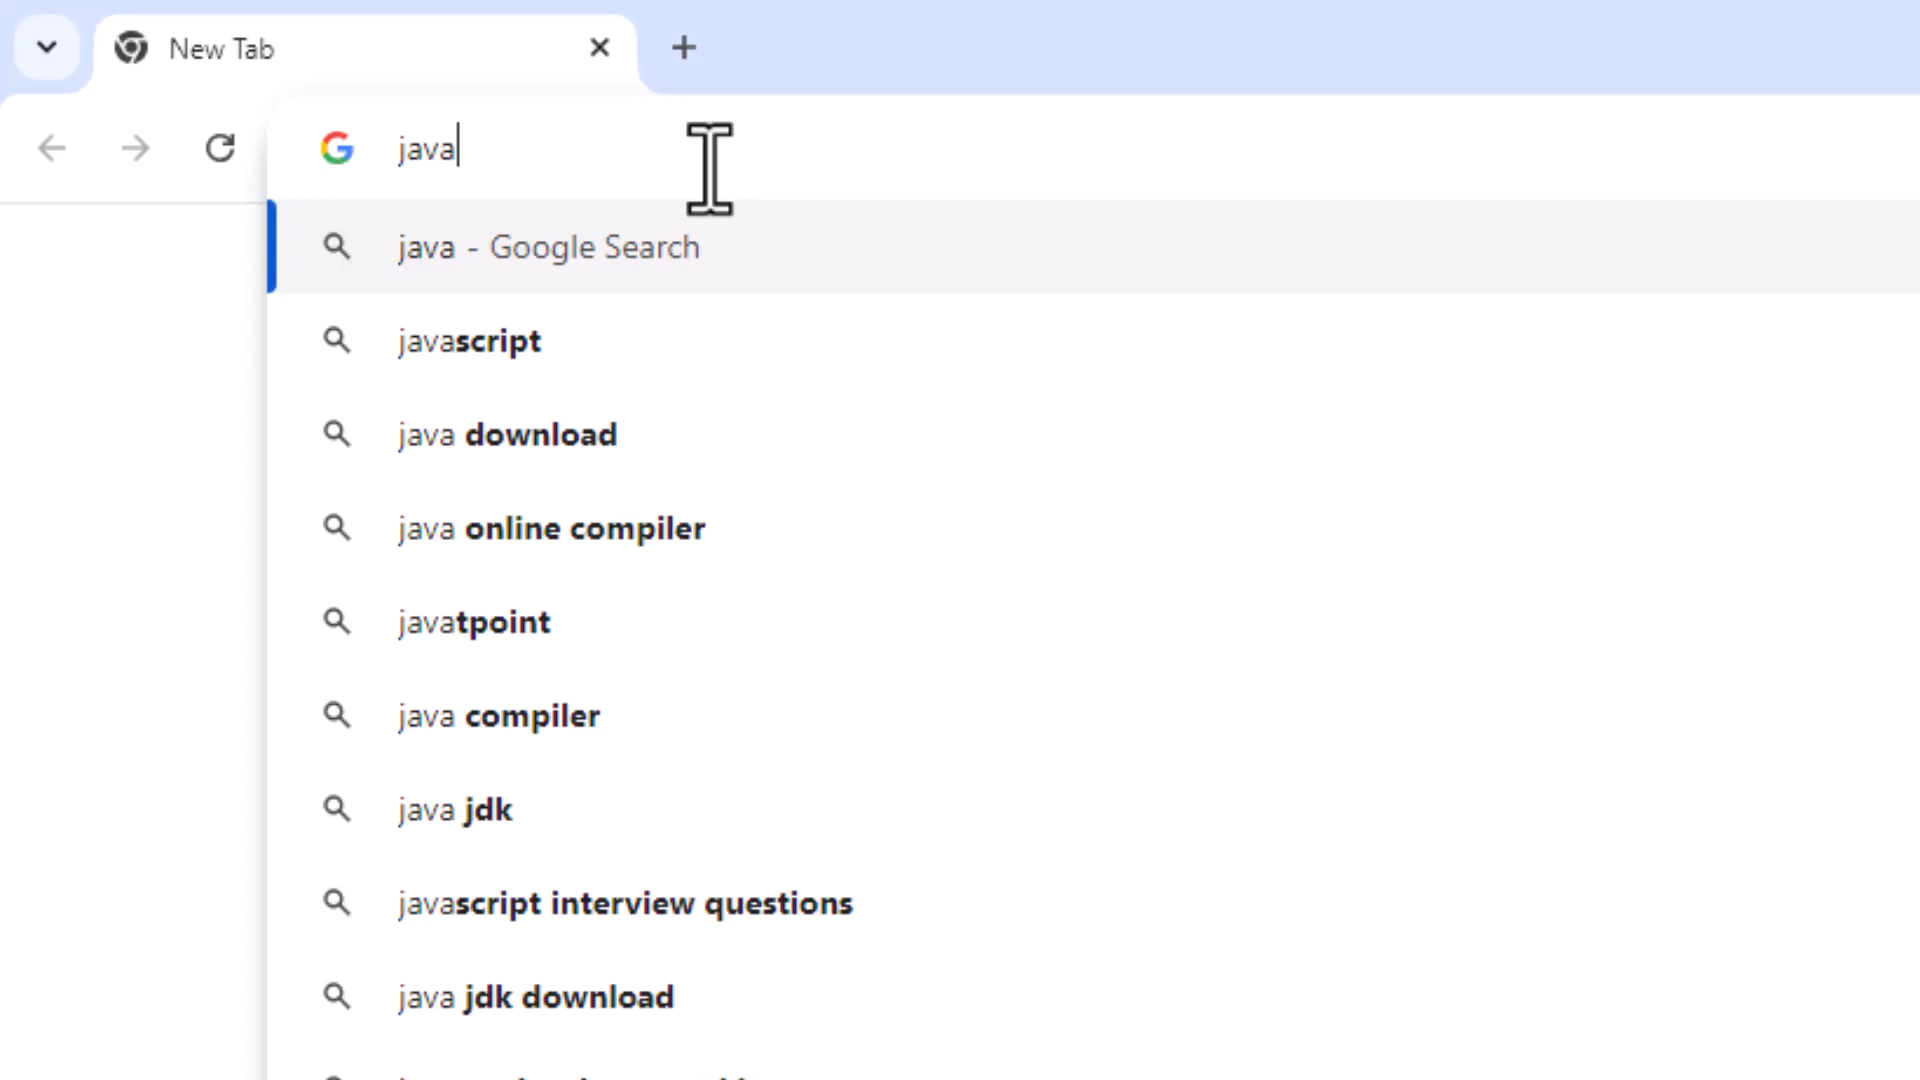 New Tab
java
java - Google Search
javascript
java download
java online compiler
javatpoint
java compiler
java jdk
javascript interview questions
java jdk download